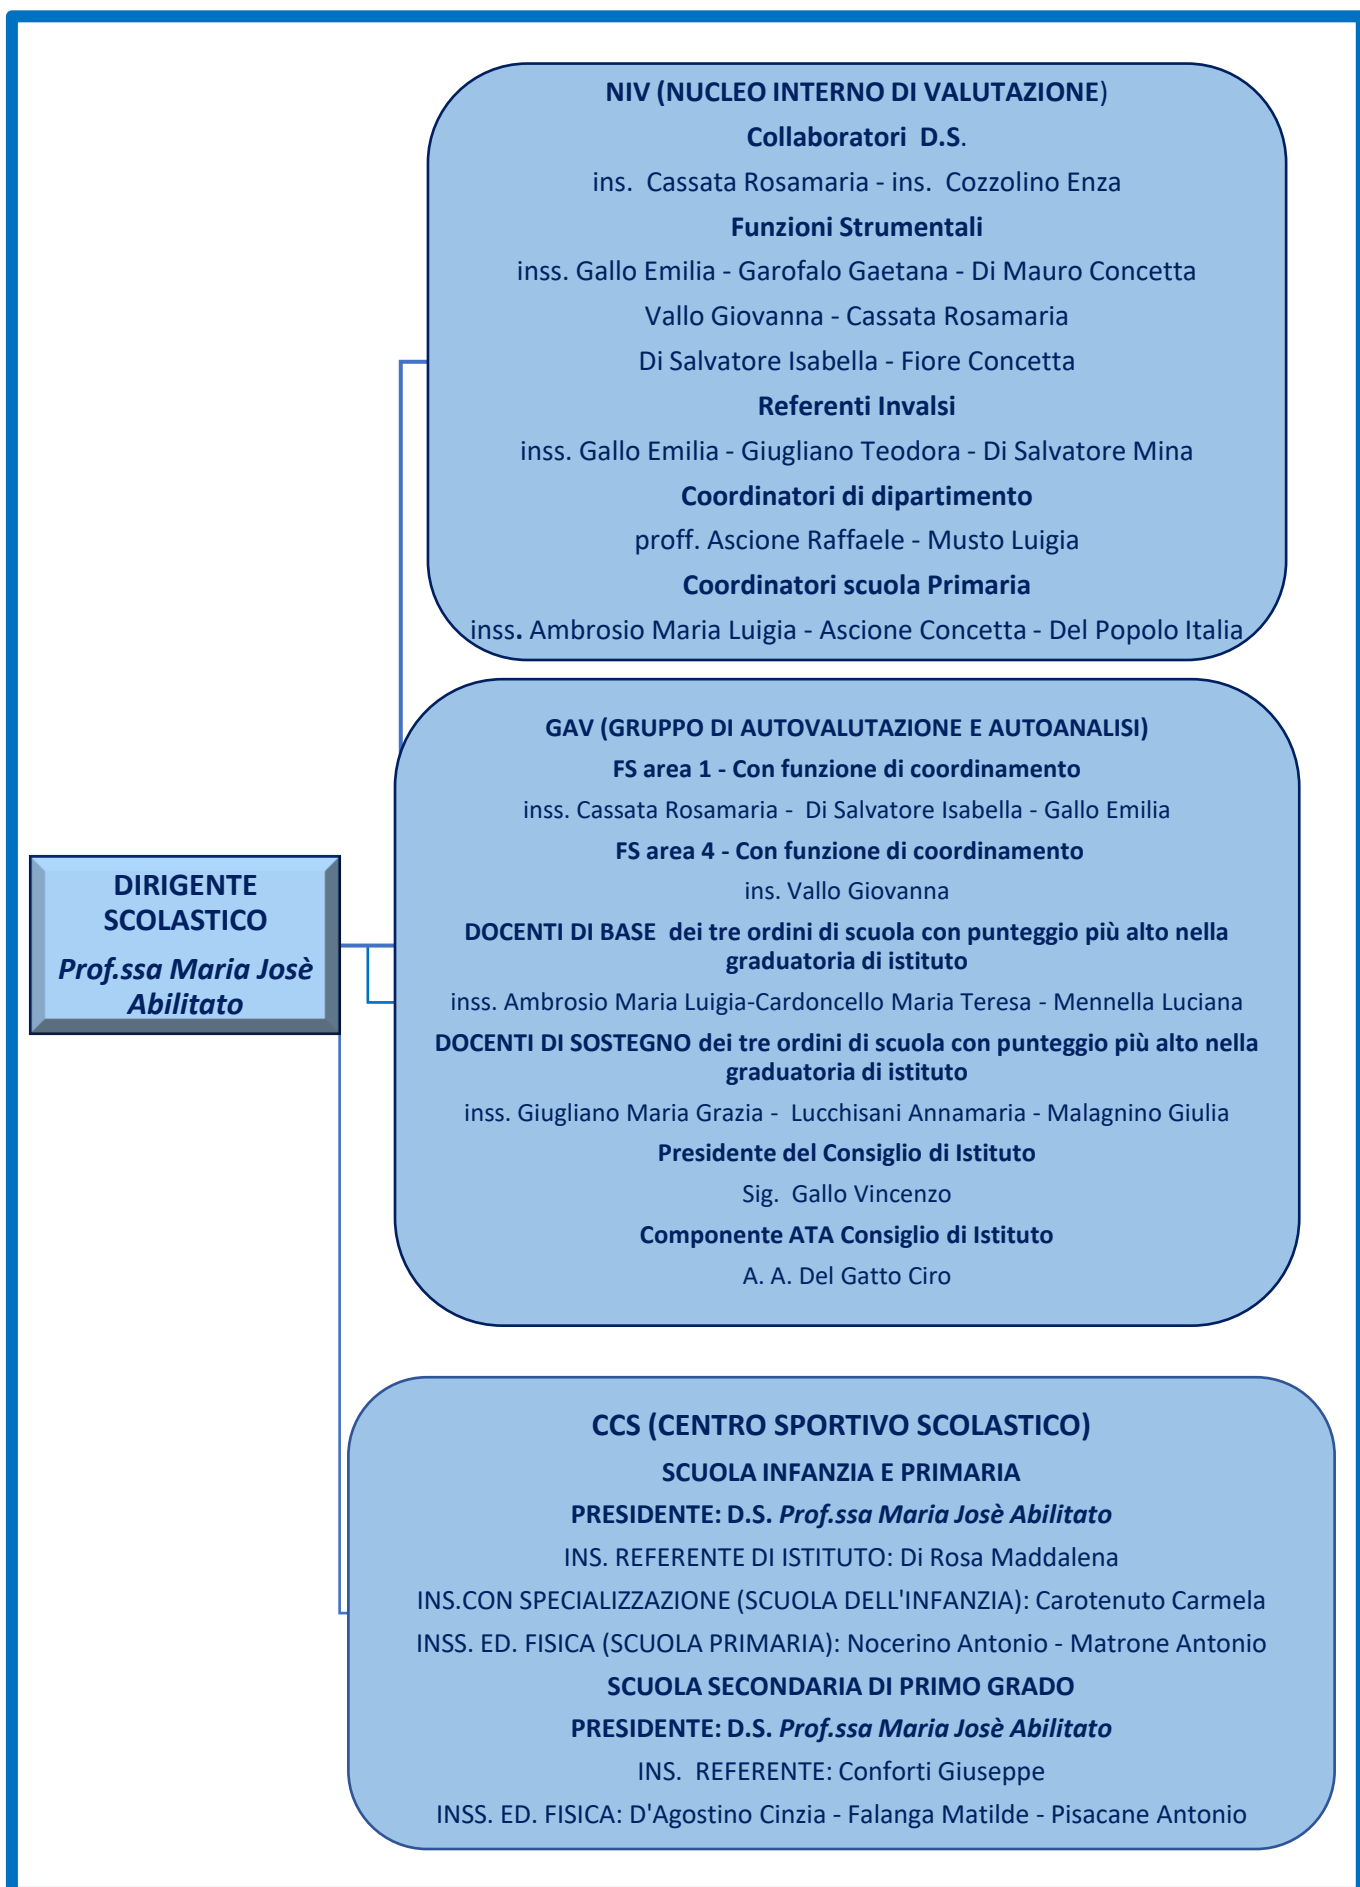 NIV (NUCLEO INTERNO DI VALUTAZIONE)
Collaboratori D.S.
ins. Cassata Rosamaria - ins. Cozzolino Enza
Funzioni Strumentali
inss. Gallo Emilia - Garofalo Gaetana - Di Mauro Concetta
Vallo Giovanna - Cassata Rosamaria
Di Salvatore Isabella - Fiore Concetta
Referenti Invalsi
inss. Gallo Emilia - Giugliano Teodora - Di Salvatore Mina
Coordinatori di dipartimento
proff. Ascione Raffaele - Musto Luigia
Coordinatori scuola Primaria
inss. Ambrosio Maria Luigia - Ascione Concetta - Del Popolo Italia
DIRIGENTE
SCOLASTICO
Prof.ssa Maria Josè
Abilitato
GAV (GRUPPO DI AUTOVALUTAZIONE E AUTOANALISI)
FS area 1 - Con funzione di coordinamento
inss. Cassata Rosamaria - Di Salvatore Isabella - Gallo Emilia
FS area 4 - Con funzione di coordinamento
ins. Vallo Giovanna
DOCENTI DI BASE dei tre ordini di scuola con punteggio più alto nella
graduatoria di istituto
inss. Ambrosio Maria Luigia-Cardoncello Maria Teresa - Mennella Luciana
DOCENTI DI SOSTEGNO dei tre ordini di scuola con punteggio più alto nella
graduatoria di istituto
inss. Giugliano Maria Grazia - Lucchisani Annamaria - Malagnino Giulia
Presidente del Consiglio di Istituto
Sig. Gallo Vincenzo
Componente ATA Consiglio di Istituto
A. A. Del Gatto Ciro
CCS (CENTRO SPORTIVO SCOLASTICO)
SCUOLA INFANZIA E PRIMARIA
PRESIDENTE: D.S. Prof.ssa Maria Josè Abilitato
INS. REFERENTE DI ISTITUTO: Di Rosa Maddalena
INS.CON SPECIALIZZAZIONE (SCUOLA DELL'INFANZIA): Carotenuto Carmela
INSS. ED. FISICA (SCUOLA PRIMARIA): Nocerino Antonio - Matrone Antonio
SCUOLA SECONDARIA DI PRIMO GRADO
PRESIDENTE: D.S. Prof.ssa Maria Josè Abilitato
INS. REFERENTE: Conforti Giuseppe
INSS. ED. FISICA: D'Agostino Cinzia - Falanga Matilde - Pisacane Antonio